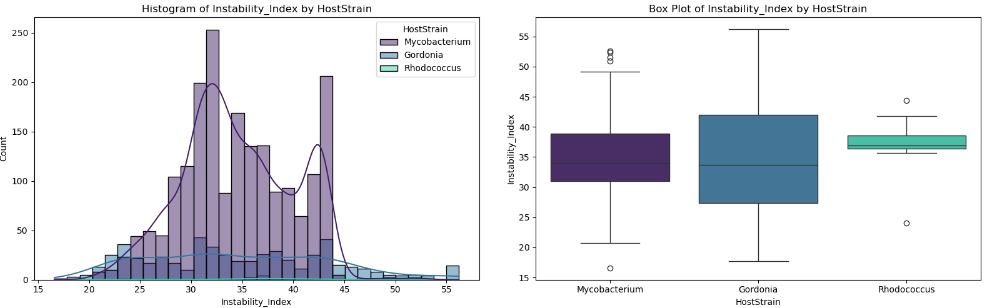 Histogram of Instability_Index by HostStrain
HostStrain
Mycobacterium
Gordonia
Rhodococcus
Count
250
200
150
100
50
0
15 20 25 30 35 40 45 50 55
Instability_Index
Box Plot of Instability_Index by HostStrain
Instability_Index
55
50
45
40
35
30
25
20
15
Mycobacterium Gordonia Rhodococcus
HostStrain